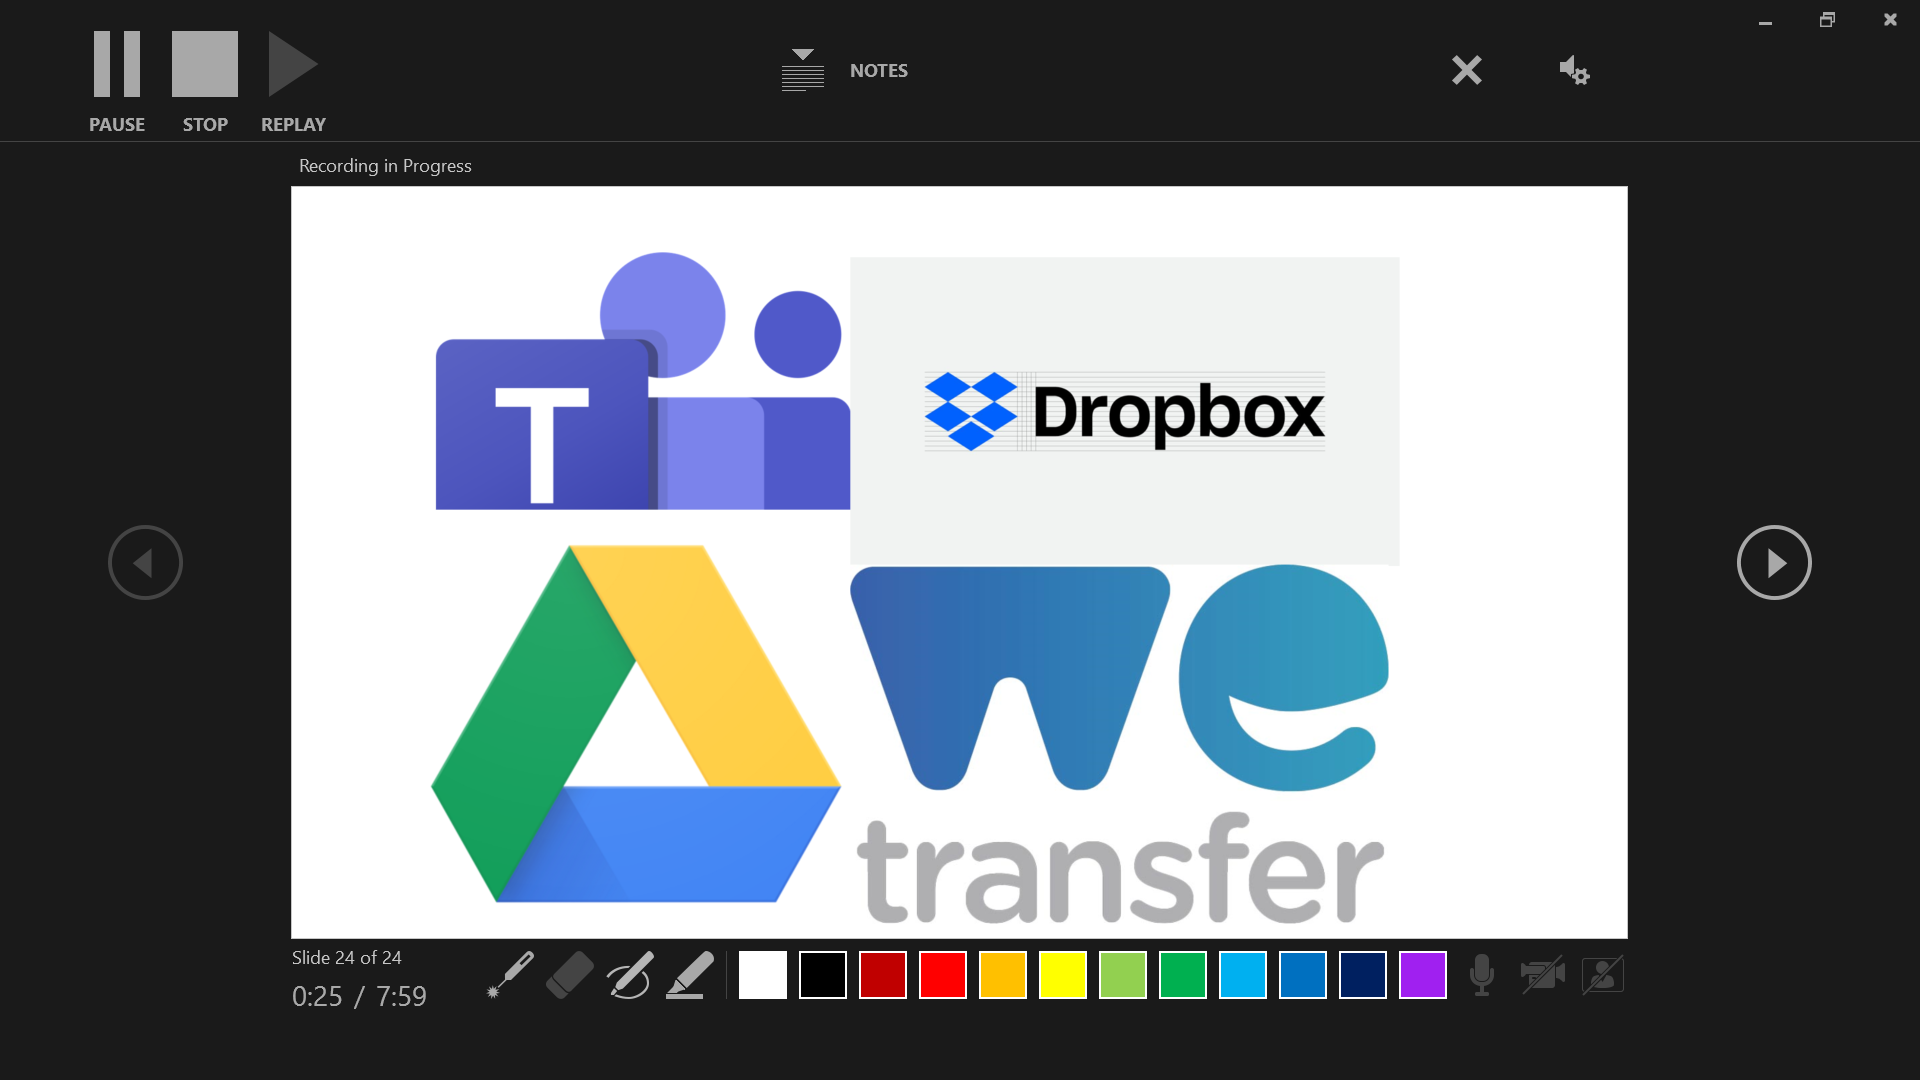 PAUSE STOP REPLAY
NOTES
Recording in Progress
T
Dropbox
we
transfer
Slide 24 of 24
0:25 / 7:59